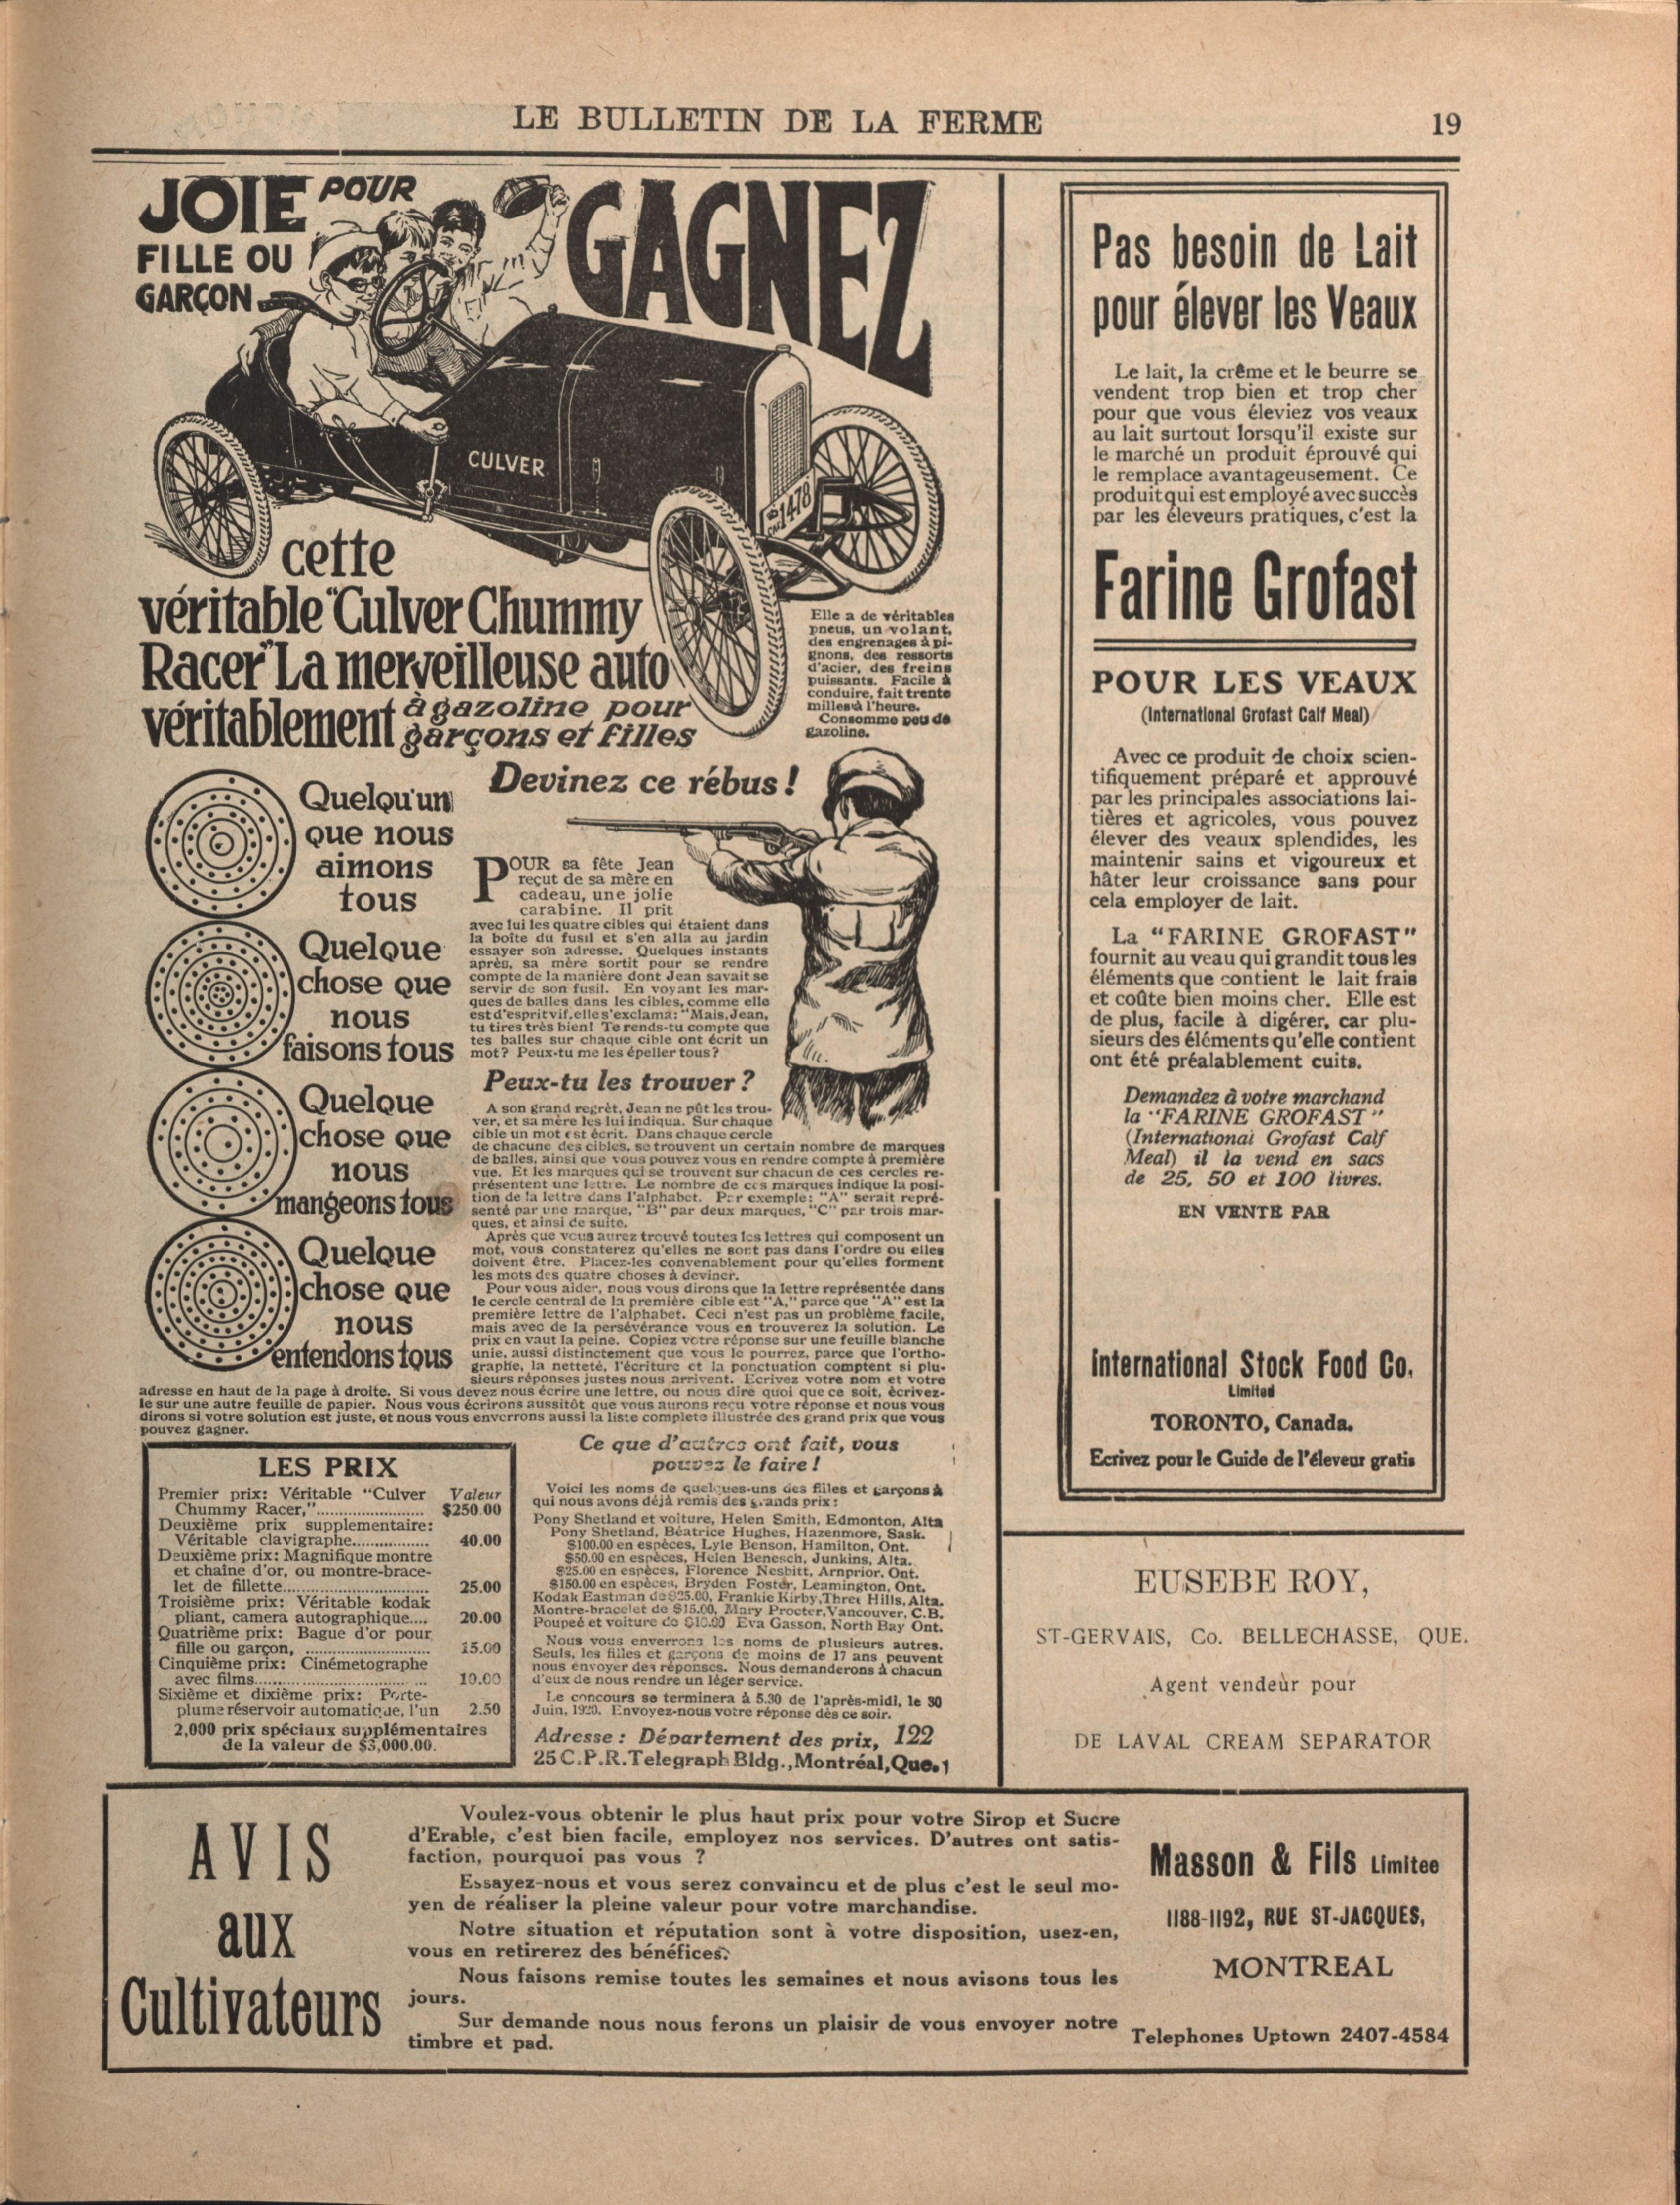 LE BULLETIN DE LA FERME
19
JOIE POUR
FILLE OU
GARÇON
GAGNEZ
CULVER
1478
cette
véritable "Culver Chummy
Racer" La merveilleuse auto
véritablement à gazoline pour
garçons et filles
Elle a de véritables
pneus, un volant,
des engrenages à pi-
gnons, des ressorts
d'acier, des freins
puissants. Facile à
conduire, fait trente
milles à l'heure.
Consomme peu de
gazoline.
Quelqu'un
que nous
aimons
tous
Quelque
chose que
nous
faisons tous
Quelque
chose que
nous
mangeons tous
Quelque
chose que
nous
entendons tous
Devinez ce rébus !
POUR sa fête Jean
reçut de sa mère en
cadeau, une jolie
carabine. Il prit
avec lui les quatre cibles qui étaient dans
la boîte du fusil et s'en alla au jardin
essayer son adresse. Quelques instants
après, sa mère sortit pour se rendre
compte de la manière dont Jean savait se
servir de son fusil. En voyant les mar-
ques de balles dans les cibles, comme elle
est d'esprit vif, elle s'exclama: "Mais, Jean,
tu tires très bien! Te rends-tu compte que
tes balles sur chaque cible ont écrit un
mot? Peux-tu me les épeller tous?
Peux-tu les trouver ?
A son grand regrèt, Jean ne pût les trou-
ver, et sa mère les lui indiqua. Sur chaque
cible un mot est écrit. Dans chaque cercle
de chacune des cibles, se trouvent un certain nombre de marques
de balles, ainsi que vous pouvez vous en rendre compte à première
vue. Et les marques qui se trouvent sur chacun de ces cercles re-
présentent une lettre. Le nombre de ces marques indique la posi-
tion de la lettre dans l'alphabet. Par exemple: "A" serait repré-
senté par une marque, "B" par deux marques, "C" par trois mar-
ques, et ainsi de suite.
Après que vous aurez trouvé toutes les lettres qui composent un
mot, vous constaterez qu'elles ne sont pas dans l'ordre ou elles
doivent être. Placez-les convenablement pour qu'elles forment
les mots des quatre choses à deviner.
Pour vous aider, nous vous dirons que la lettre représentée dans
le cercle central de la première cible est "A," parce que "A" est la
première lettre de l'alphabet. Ceci n'est pas un problème facile,
mais avec de la persévérance vous en trouverez la solution. Le
prix en vaut la peine. Copiez votre réponse sur une feuille blanche
unie, aussi distinctement que vous le pourrez, parce que l'ortho-
graphe, la netteté, l'écriture et la ponctuation comptent si plu-
sieurs réponses justes nous arrivent. Ecrivez votre nom et votre
adresse en haut de la page à droite. Si vous devez nous écrire une lettre, ou nous dire quoi que ce soit, écrivez-
le sur une autre feuille de papier. Nous vous écrirons aussitôt que vous aurons reçu votre réponse et nous vous
dirons si votre solution est juste, et nous vous enverrons aussi la liste complete illustrée des grand prix que vous
pouvez gagner.
LES PRIX
Premier prix: Véritable "Culver Valeur
Chummy Racer,"........................ $250.00
Deuxième prix supplementaire:
Véritable clavigraphe................. 40.00
Deuxième prix: Magnifique montre
et chaîne d'or, ou montre-brace-
let de fillette............................... 25.00
Troisième prix: Véritable kodak
pliant, camera autographique.... 20.00
Quatrième prix: Bague d'or pour
fille ou garçon, ........................... 15.00
Cinquième prix: Cinémetographe
avec films..................................... 10.00
Sixième et dixième prix: Porte-
plume réservoir automatique, l'un 2.50
2,000 prix spéciaux supplémentaires
de la valeur de $3,000.00.
Ce que d'autres ont fait, vous
pouvez le faire !
Voici les noms de quelques-uns des filles et garçons à
qui nous avons déjà remis des grands prix:
Pony Shetland et voiture, Helen Smith, Edmonton, Alta
Pony Shetland, Béatrice Hughes, Hazenmore, Sask.
$100.00 en espèces, Lyle Benson, Hamilton, Ont.
$50.00 en espèces, Helen Benesch, Junkins, Alta.
$25.00 en espèces, Florence Nesbitt, Arnprior, Ont.
$150.00 en espèces, Bryden Foster, Leamington, Ont.
Kodak Eastman de $25.00, Frankie Kirby, Three Hills, Alta.
Montre-bracelet de $15.00, Mary Procter, Vancouver, C.B.
Poupeé et voiture de $10.00 Eva Gasson, North Bay Ont.
Nous vous enverrons les noms de plusieurs autres.
Seuls, les filles et garçons de moins de 17 ans peuvent
nous envoyer des réponses. Nous demanderons à chacun
d'eux de nous rendre un léger service.
Le concours se terminera à 5.30 de l'après-midi, le 30
Juin, 1920. Envoyez-nous votre réponse dès ce soir.
Adresse : Département des prix, 122
25 C.P.R. Telegraph Bldg., Montréal, Que.
Pas besoin de Lait
pour élever les Veaux
Le lait, la crême et le beurre se
vendent trop bien et trop cher
pour que vous éleviez vos veaux
au lait surtout lorsqu'il existe sur
le marché un produit éprouvé qui
le remplace avantageusement. Ce
produit qui est employé avec succès
par les éleveurs pratiques, c'est la
Farine Grofast
POUR LES VEAUX
(International Grofast Calf Meal)
Avec ce produit de choix scien-
tifiquement préparé et approuvé
par les principales associations lai-
tières et agricoles, vous pouvez
élever des veaux splendides, les
maintenir sains et vigoureux et
hâter leur croissance sans pour
cela employer de lait.
La "FARINE GROFAST"
fournit au veau qui grandit tous les
éléments que contient le lait frais
et coûte bien moins cher. Elle est
de plus, facile à digérer, car plu-
sieurs des éléments qu'elle contient
ont été préalablement cuits.
Demandez à votre marchand
la "FARINE GROFAST"
(International Grofast Calf
Meal) il la vend en sacs
de 25, 50 et 100 livres.
EN VENTE PAR
International Stock Food Co.
Limited
TORONTO, Canada.
Ecrivez pour le Guide de l'éleveur gratis
EUSEBE ROY,
ST-GERVAIS, Co. BELLECHASSE, QUE.
Agent vendeùr pour
DE LAVAL CREAM SEPARATOR
AVIS
aux
Cultivateurs
Voulez-vous obtenir le plus haut prix pour votre Sirop et Sucre
d'Erable, c'est bien facile, employez nos services. D'autres ont satis-
faction, pourquoi pas vous ?
Essayez-nous et vous serez convaincu et de plus c'est le seul mo-
yen de réaliser la pleine valeur pour votre marchandise.
Notre situation et réputation sont à votre disposition, usez-en,
vous en retirerez des bénéfices.
Nous faisons remise toutes les semaines et nous avisons tous les
jours.
Sur demande nous nous ferons un plaisir de vous envoyer notre
timbre et pad.
Masson & Fils Limitee
1188-1192, RUE ST-JACQUES,
MONTREAL
Telephones Uptown 2407-4584